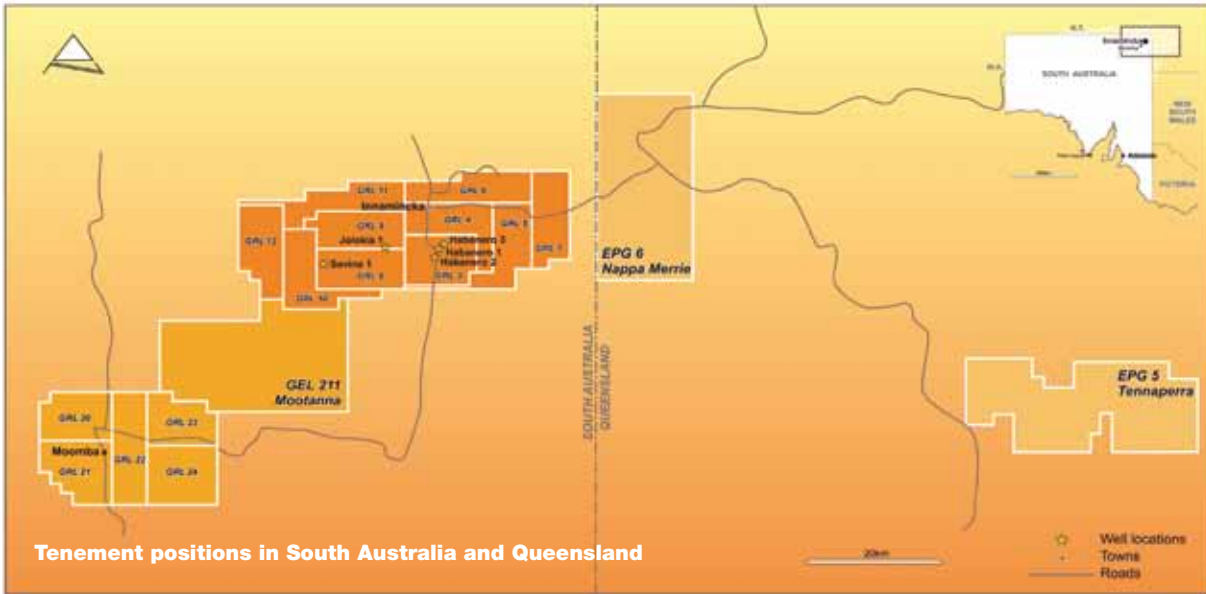 N.T.
Innamincka
W.A.
SOUTH AUSTRALIA
NEW
SOUTH
WALES
Adelaide
VICTORIA
GRL 11
GRL 6
Innamincka
GRL 12
GRL 9
GRL 4
GRL 5
GRL 7
Jolokia 1
Habanero 3
Habanero 1
Habanero 2
Savina 1
GRL 8
GRL 3
GRL 10
EPG 6
Nappa Merrie
SOUTH AUSTRALIA
QUEENSLAND
GEL 211
Mootanna
EPG 5
Tennaperra
GRL 20
GRL 23
Moomba
GRL 21
GRL 22
GRL 24
Tenement positions in South Australia and Queensland
20km
Well locations
Towns
Roads